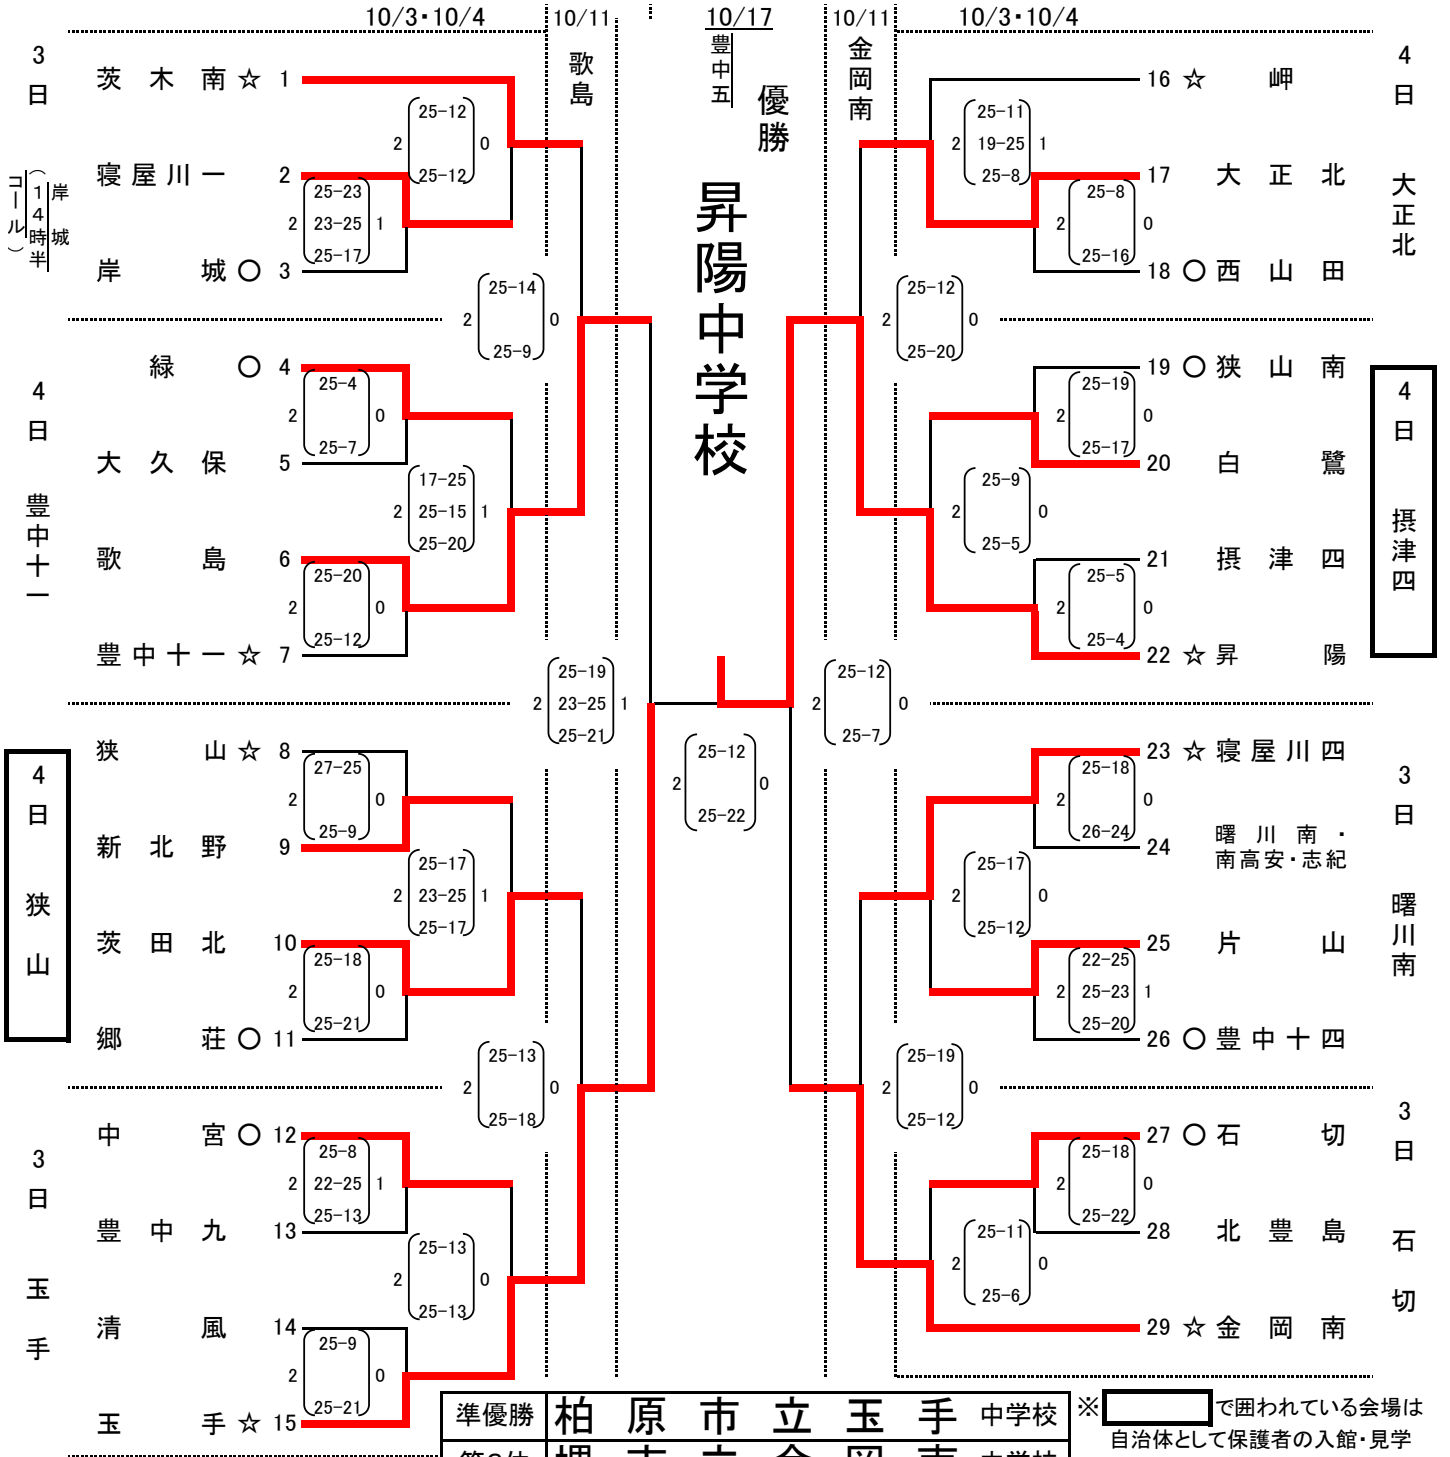 10/3・10/4
10/11
10/17
10/11
10/3・10/4
歌島
豊中五
優勝
金岡南
昇陽中学校
3日
岸城
（14時半
コール）
茨木南 ☆ 1
25-12
2 0
25-12
寝屋川一 2
25-23
2 23-25 1
25-17
岸城 ○ 3
25-14
2 0
25-9
4日 豊中十一
緑 ○ 4
25-4
2 0
25-7
大久保 5
17-25
2 25-15 1
25-20
歌島 6
25-20
2 0
25-12
豊中十一 ☆ 7
25-19
2 23-25 1
25-21
4日 狭山
狭山 ☆ 8
27-25
2 0
25-9
新北野 9
25-17
2 23-25 1
25-17
茨田北 10
25-18
2 0
25-21
郷荘 ○ 11
25-13
2 0
25-18
3日 玉手
中宮 ○ 12
25-8
2 22-25 1
25-13
豊中九 13
25-13
2 0
25-13
清風 14
25-9
2 0
25-21
玉手 ☆ 15
25-12
2 0
25-22
4日 大正北
16 ☆ 岬
25-11
2 19-25 1
25-8
17 大正北
25-8
2 0
25-16
18 ○ 西山田
25-12
2 0
25-20
4日 摂津四
19 ○ 狭山南
25-19
2 0
25-17
20 白鷺
25-9
2 0
25-5
21 摂津四
25-5
2 0
25-4
22 ☆ 昇陽
25-12
2 0
25-7
3日 曙川南
23 ☆ 寝屋川四
25-18
2 0
26-24
24 曙川南・
南高安・志紀
25-17
2 0
25-12
25 片山
22-25
2 25-23 1
25-20
26 ○ 豊中十四
25-19
2 0
25-12
3日 石切
27 ○ 石切
25-18
2 0
25-22
28 北豊島
25-11
2 0
25-6
29 ☆ 金岡南
準優勝 柏原市立玉手 中学校
※ で囲われている会場は
自治体として保護者の入館・見学